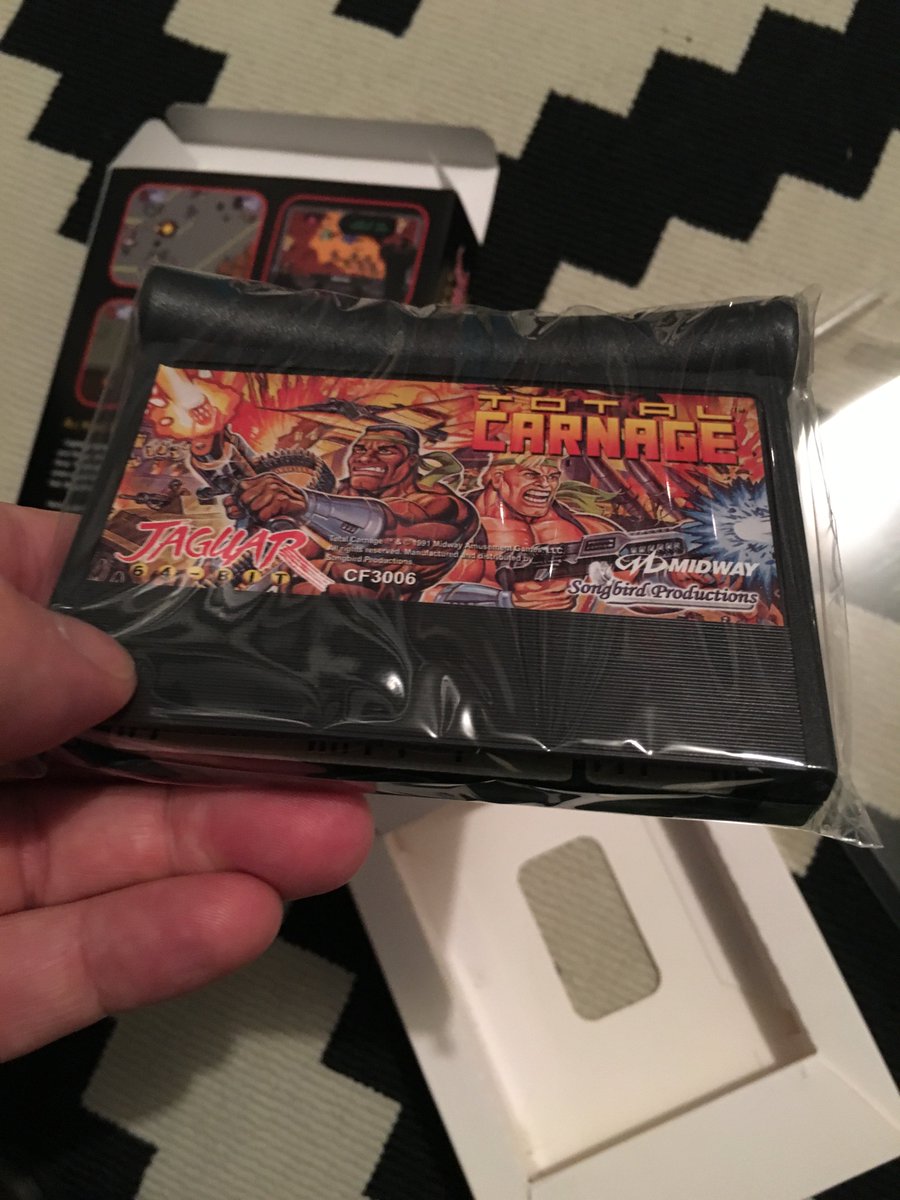 TOTAL
CARNAGE
JAGUAR
64-BIT
Total Carnage ™ & © 1991 Midway Amusement Games, LLC.
All rights reserved. Manufactured and distributed by
Songbird Productions.
CF3006
MIDWAY
Songbird Productions